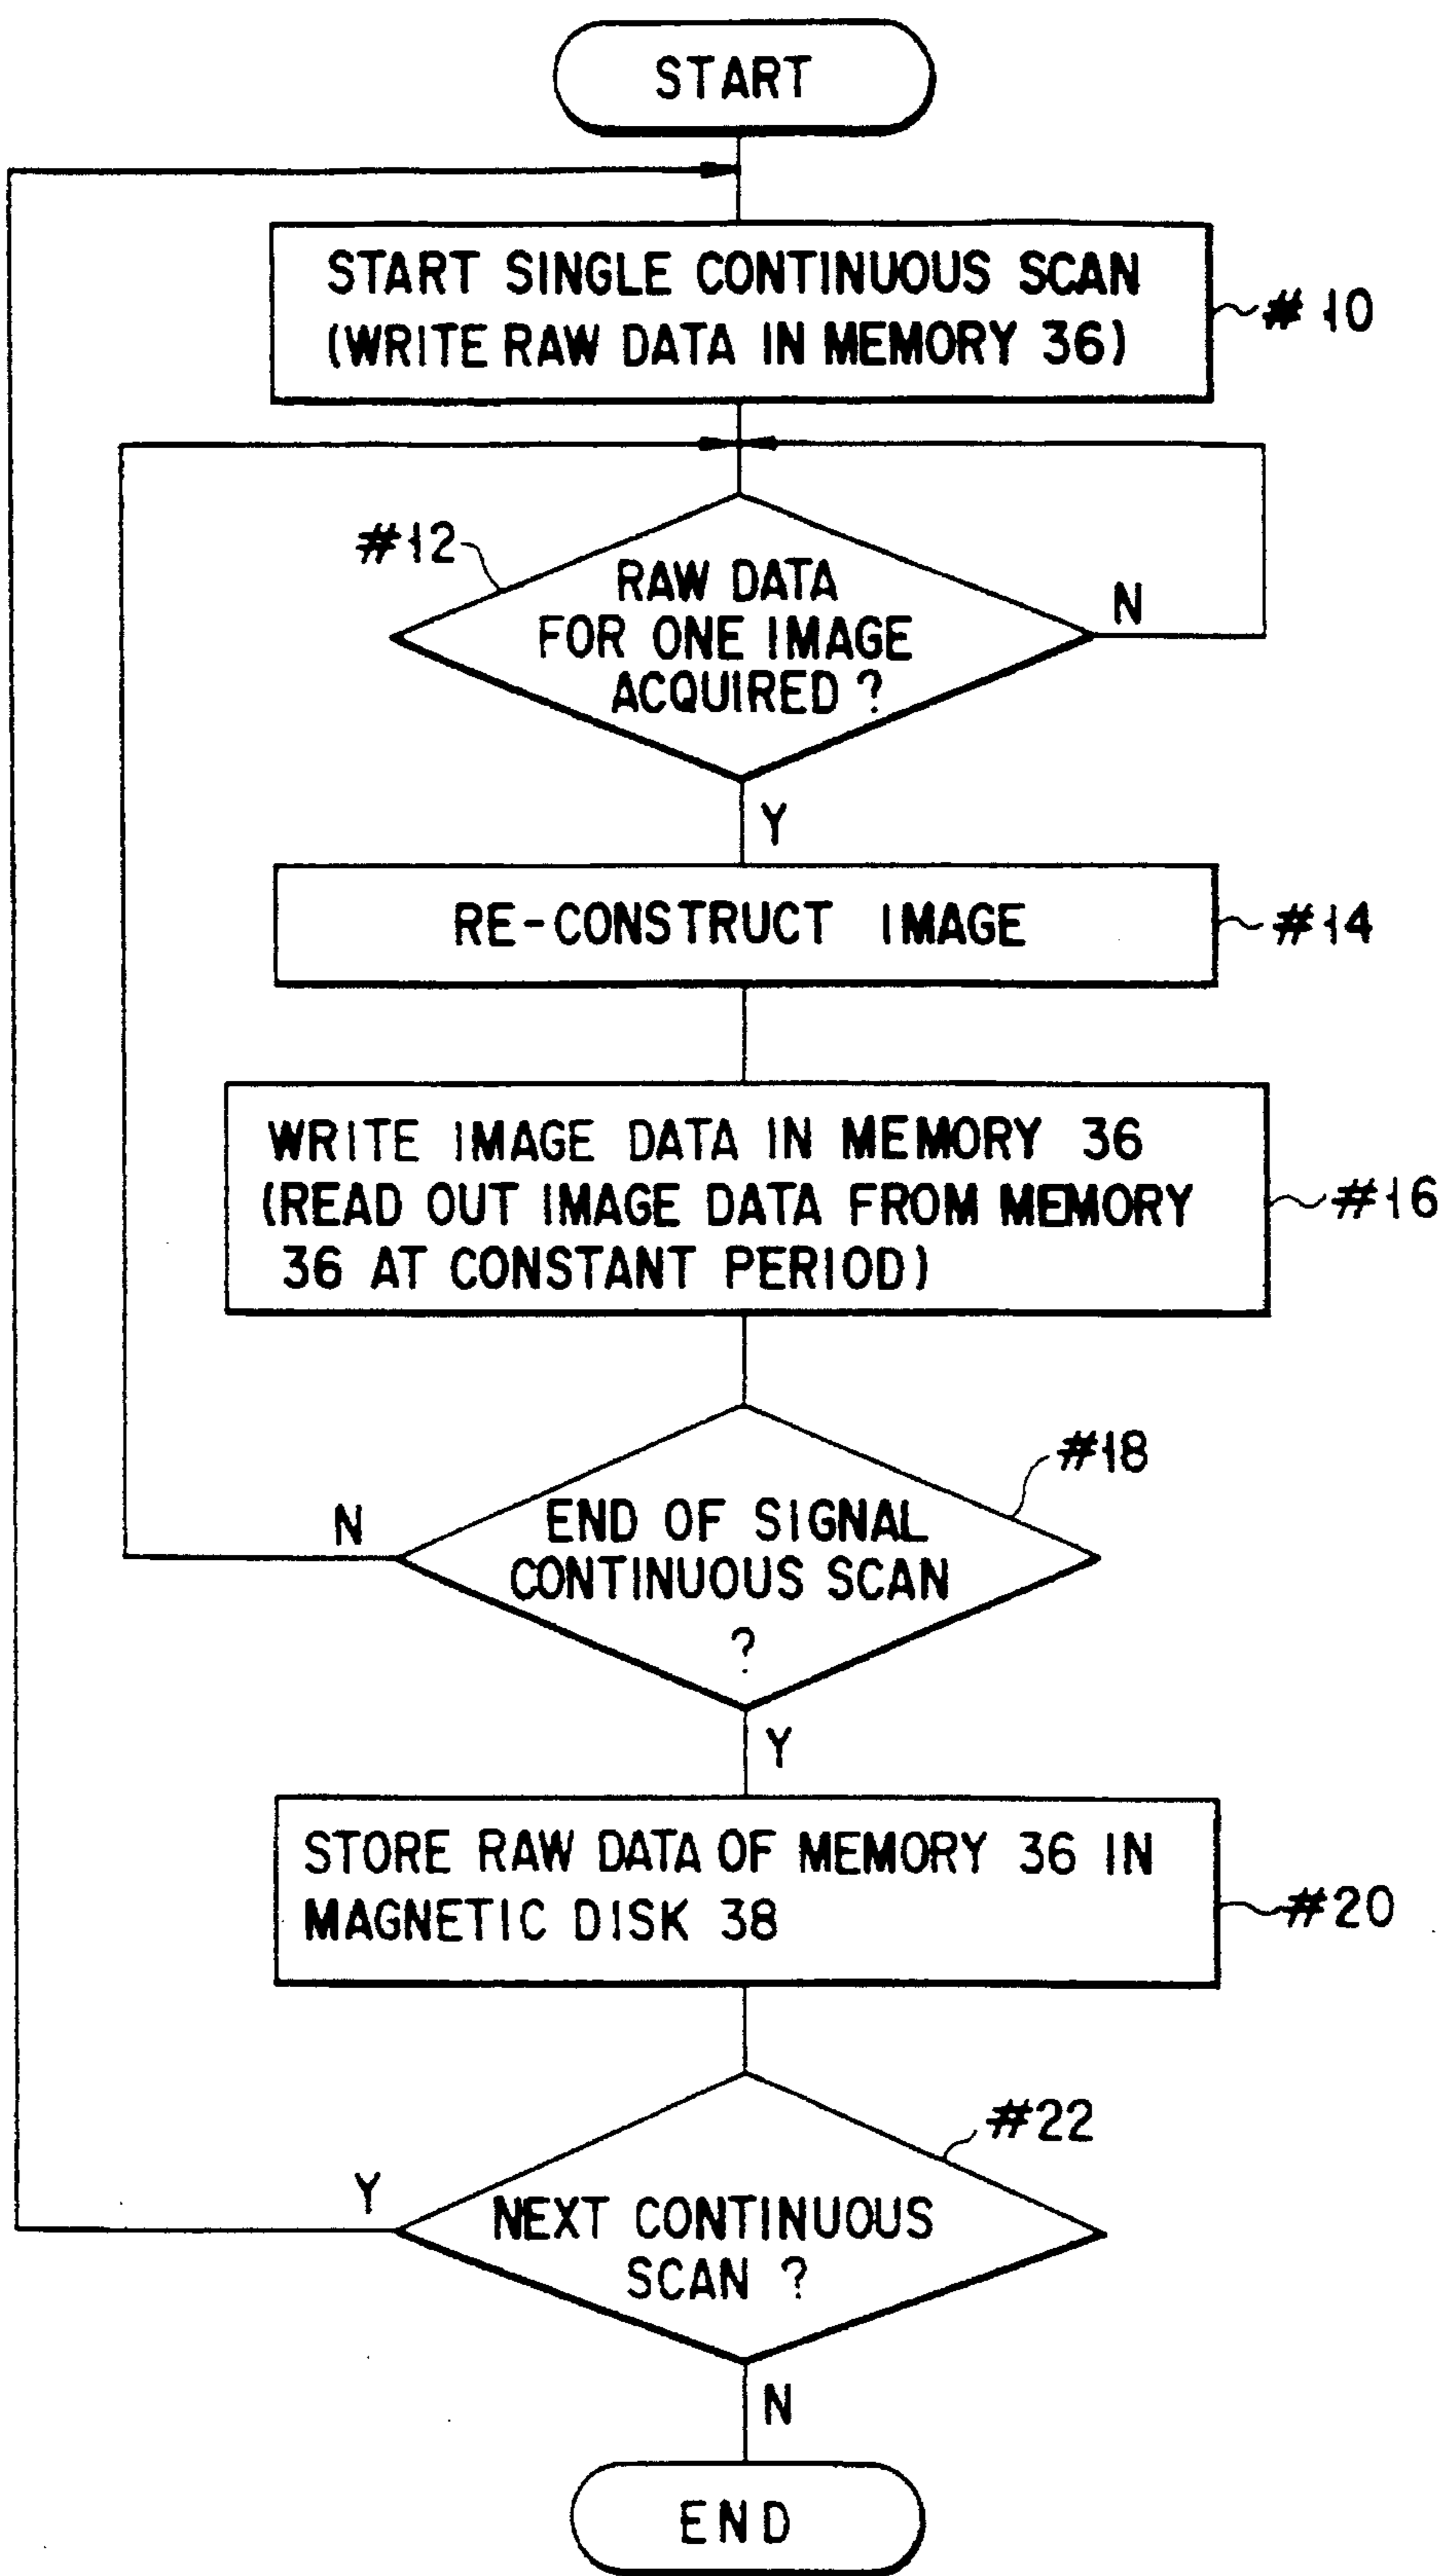 START
START SINGLE CONTINUOUS SCAN
(WRITE RAW DATA IN MEMORY 36)
#10
#12
RAW DATA
FOR ONE IMAGE
ACQUIRED ?
N
Y
RE-CONSTRUCT IMAGE
#14
WRITE IMAGE DATA IN MEMORY 36
(READ OUT IMAGE DATA FROM MEMORY
36 AT CONSTANT PERIOD)
#16
#18
N
END OF SIGNAL
CONTINUOUS SCAN
?
Y
STORE RAW DATA OF MEMORY 36 IN
MAGNETIC DISK 38
#20
#22
Y
NEXT CONTINUOUS
SCAN ?
N
END